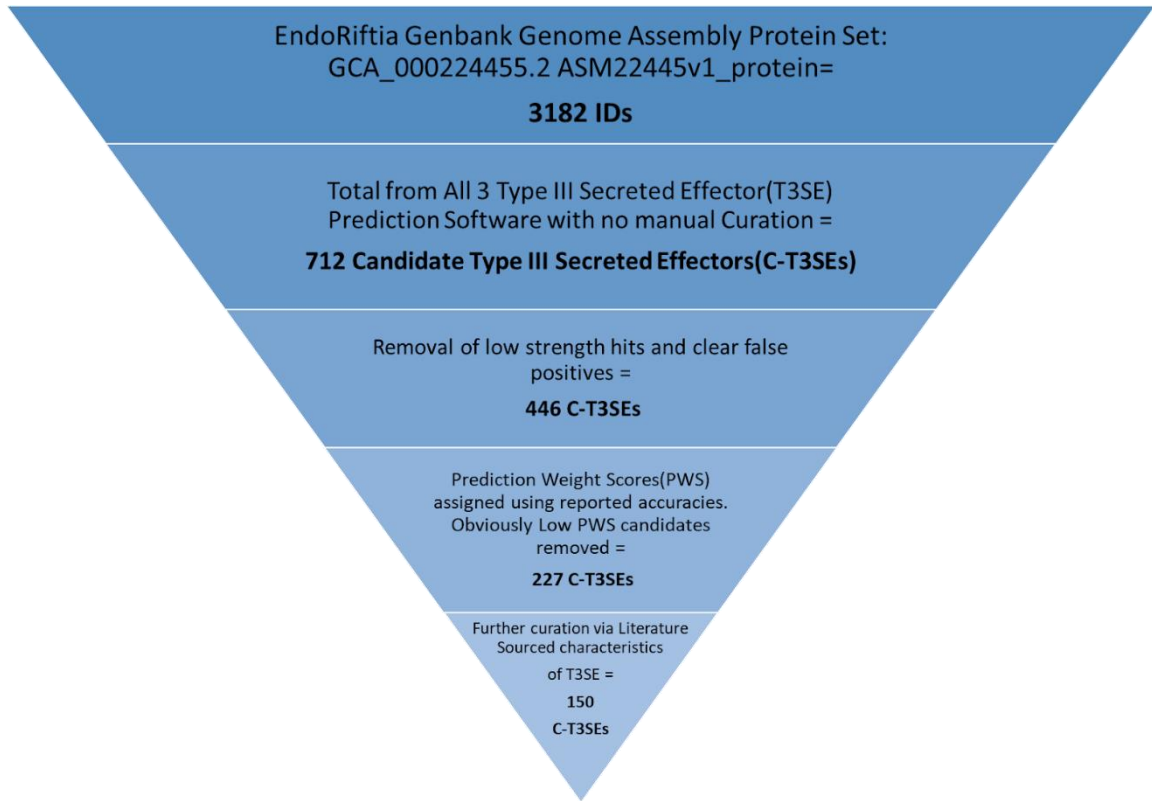 EndoRiftia Genbank Genome Assembly Protein Set:
GCA_000224455.2 ASM22445v1_protein=
3182 IDs
Total from All 3 Type III Secreted Effector(T3SE)
Prediction Software with no manual Curation =
712 Candidate Type III Secreted Effectors(C-T3SEs)
Removal of low strength hits and clear false
positives =
446 C-T3SEs
Prediction Weight Scores(PWS)
assigned using reported accuracies.
Obviously Low PWS candidates
removed =
227 C-T3SEs
Further curation via Literature
Sourced characteristics
of T3SE =
150
C-T3SEs